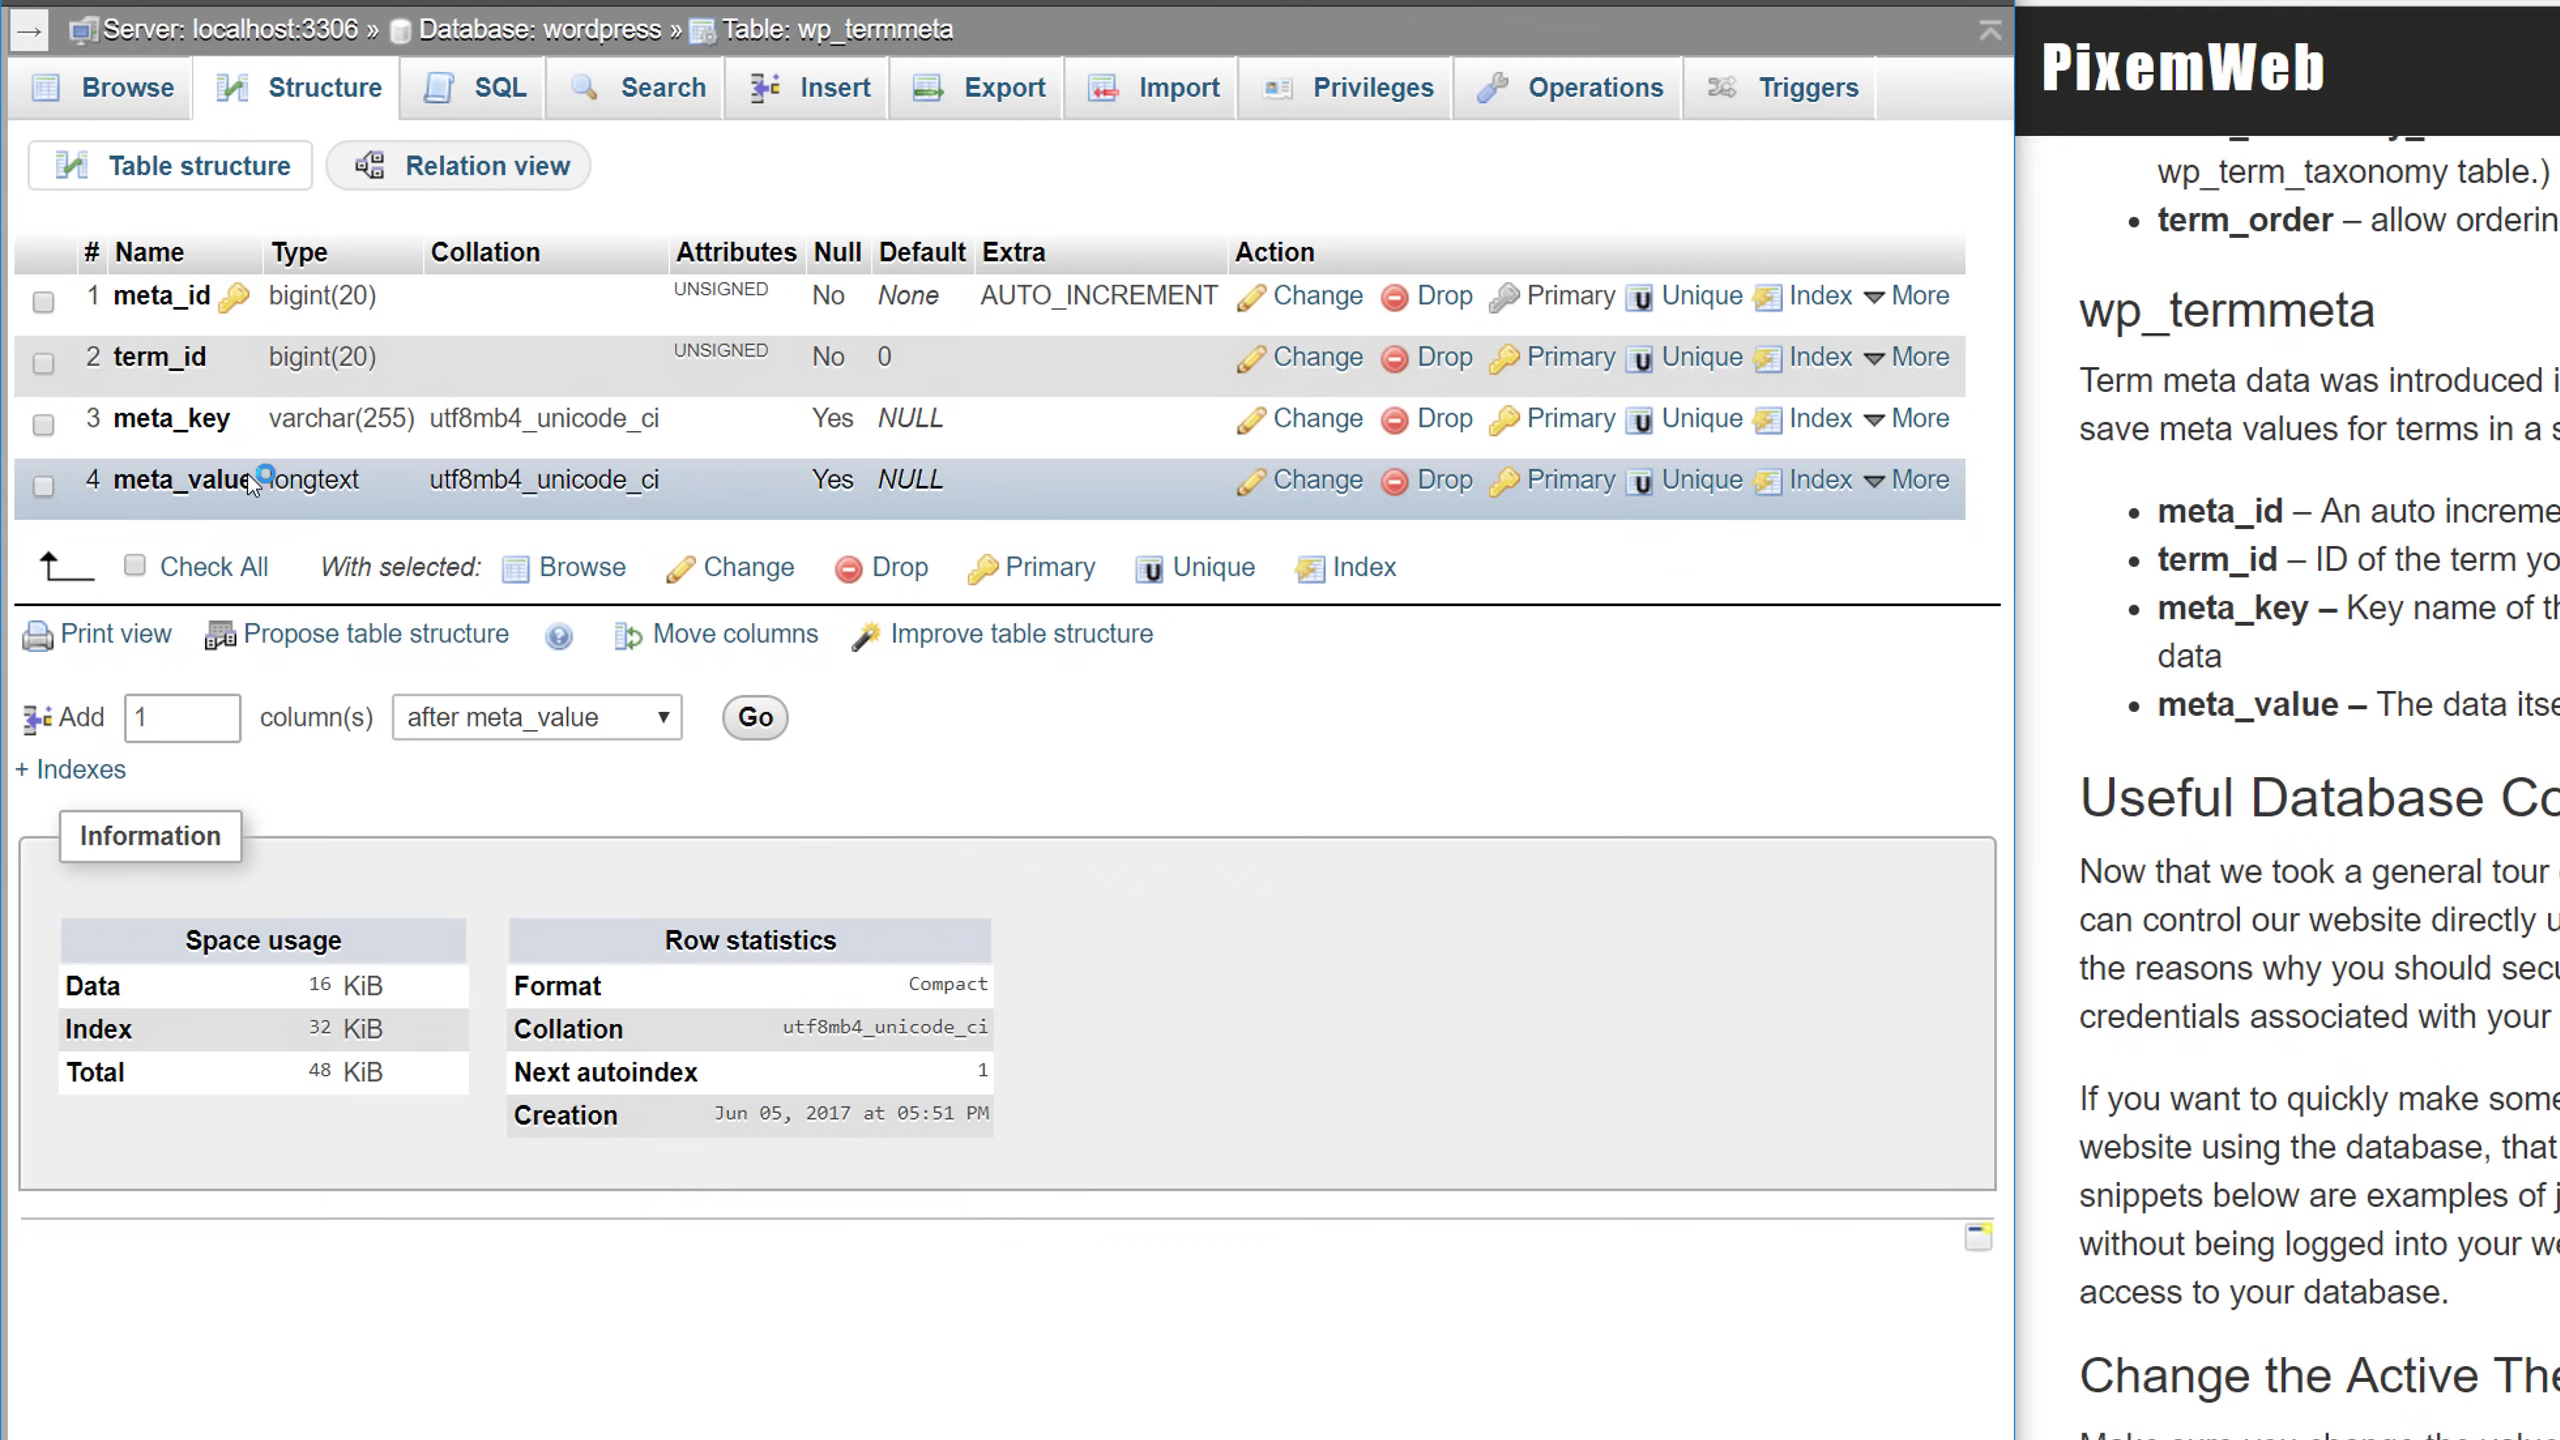 Server: localhost:3306 » Database: wordpress » Table: wp_termmeta
Browse Structure SQL Search Insert Export Import Privileges Operations Triggers
Table structure Relation view
# Name Type Collation Attributes Null Default Extra Action
1 meta_id bigint(20) UNSIGNED No None AUTO_INCREMENT Change Drop Primary Unique Index More
2 term_id bigint(20) UNSIGNED No 0 Change Drop Primary Unique Index More
3 meta_key varchar(255) utf8mb4_unicode_ci Yes NULL Change Drop Primary Unique Index More
4 meta_value longtext utf8mb4_unicode_ci Yes NULL Change Drop Primary Unique Index More
Check All With selected: Browse Change Drop Primary Unique Index
Print view Propose table structure Move columns Improve table structure
Add 1 column(s) after meta_value Go
+ Indexes
Information
Space usage
Data 16 KiB
Index 32 KiB
Total 48 KiB
Row statistics
Format Compact
Collation utf8mb4_unicode_ci
Next autoindex 1
Creation Jun 05, 2017 at 05:51 PM
PixemWeb
wp_term_taxonomy table.)
term_order – allow orderin
wp_termmeta
Term meta data was introduced i
save meta values for terms in a s
meta_id – An auto increme
term_id – ID of the term yo
meta_key – Key name of th
data
meta_value – The data itse
Useful Database Co
Now that we took a general tour
can control our website directly u
the reasons why you should secu
credentials associated with your
If you want to quickly make some
website using the database, that
snippets below are examples of j
without being logged into your we
access to your database.
Change the Active The